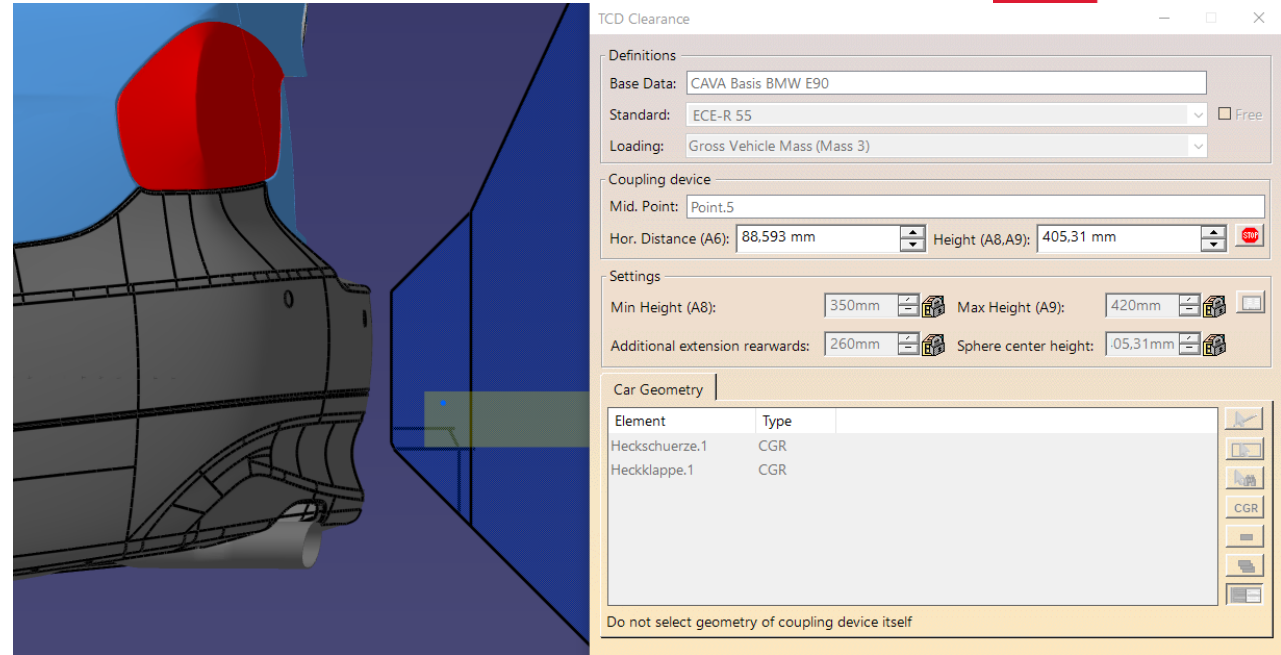 TCD Clearance
Definitions
Base Data: CAVA Basis BMW E90
Standard: ECE-R 55 Free
Loading: Gross Vehicle Mass (Mass 3)
Coupling device
Mid. Point: Point.5
Hor. Distance (A6): 88,593 mm Height (A8,A9): 405,31 mm STOP
Settings
Min Height (A8): 350mm Max Height (A9): 420mm
Additional extension rearwards: 260mm Sphere center height: 05,31mm
Car Geometry
Element Type
Heckschuerze.1 CGR
Heckklappe.1 CGR
CGR
Do not select geometry of coupling device itself